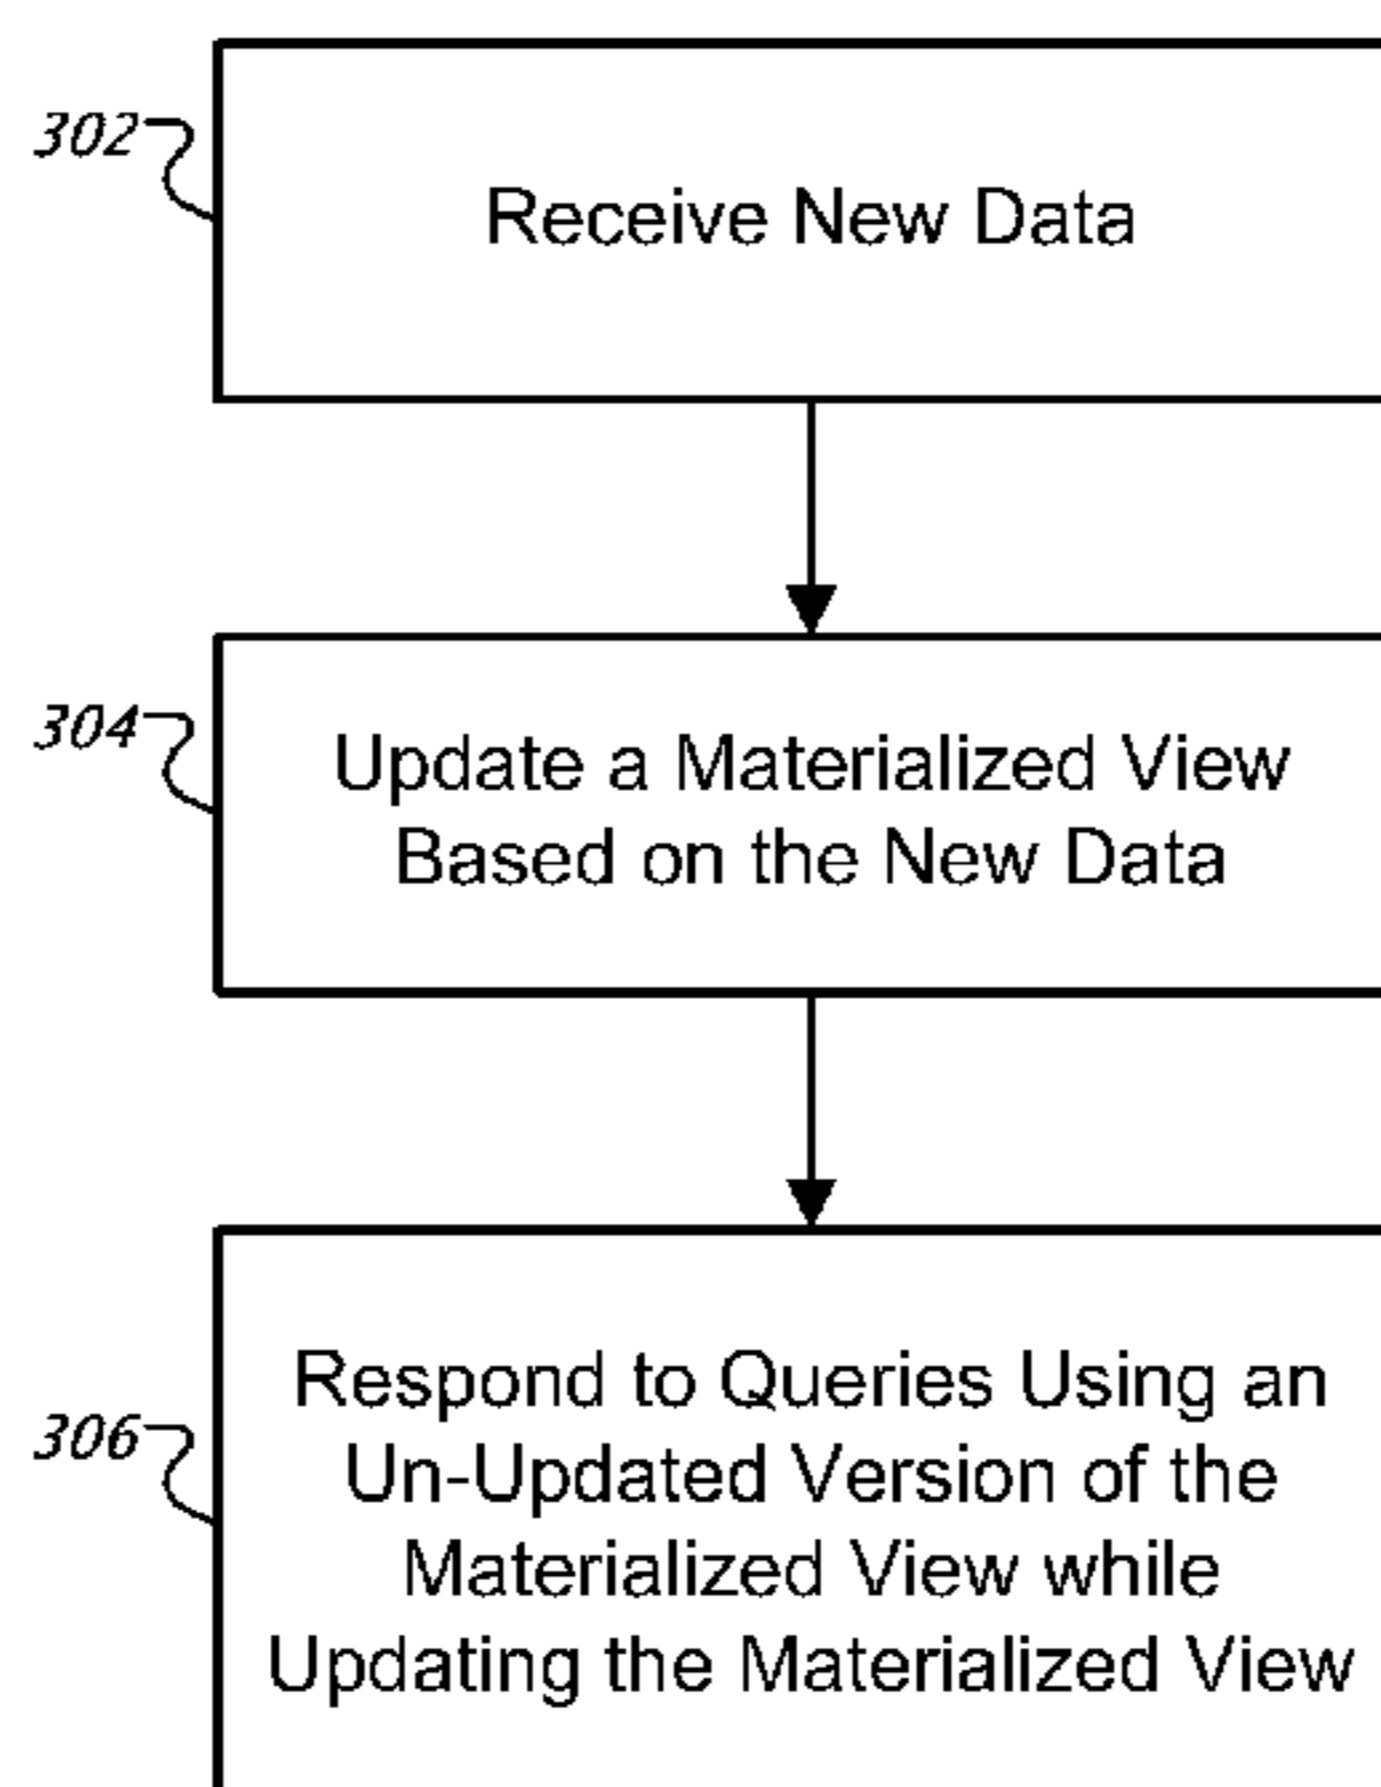 302
Receive New Data
304
Update a Materialized View
Based on the New Data
306
Respond to Queries Using an
Un-Updated Version of the
Materialized View while
Updating the Materialized View